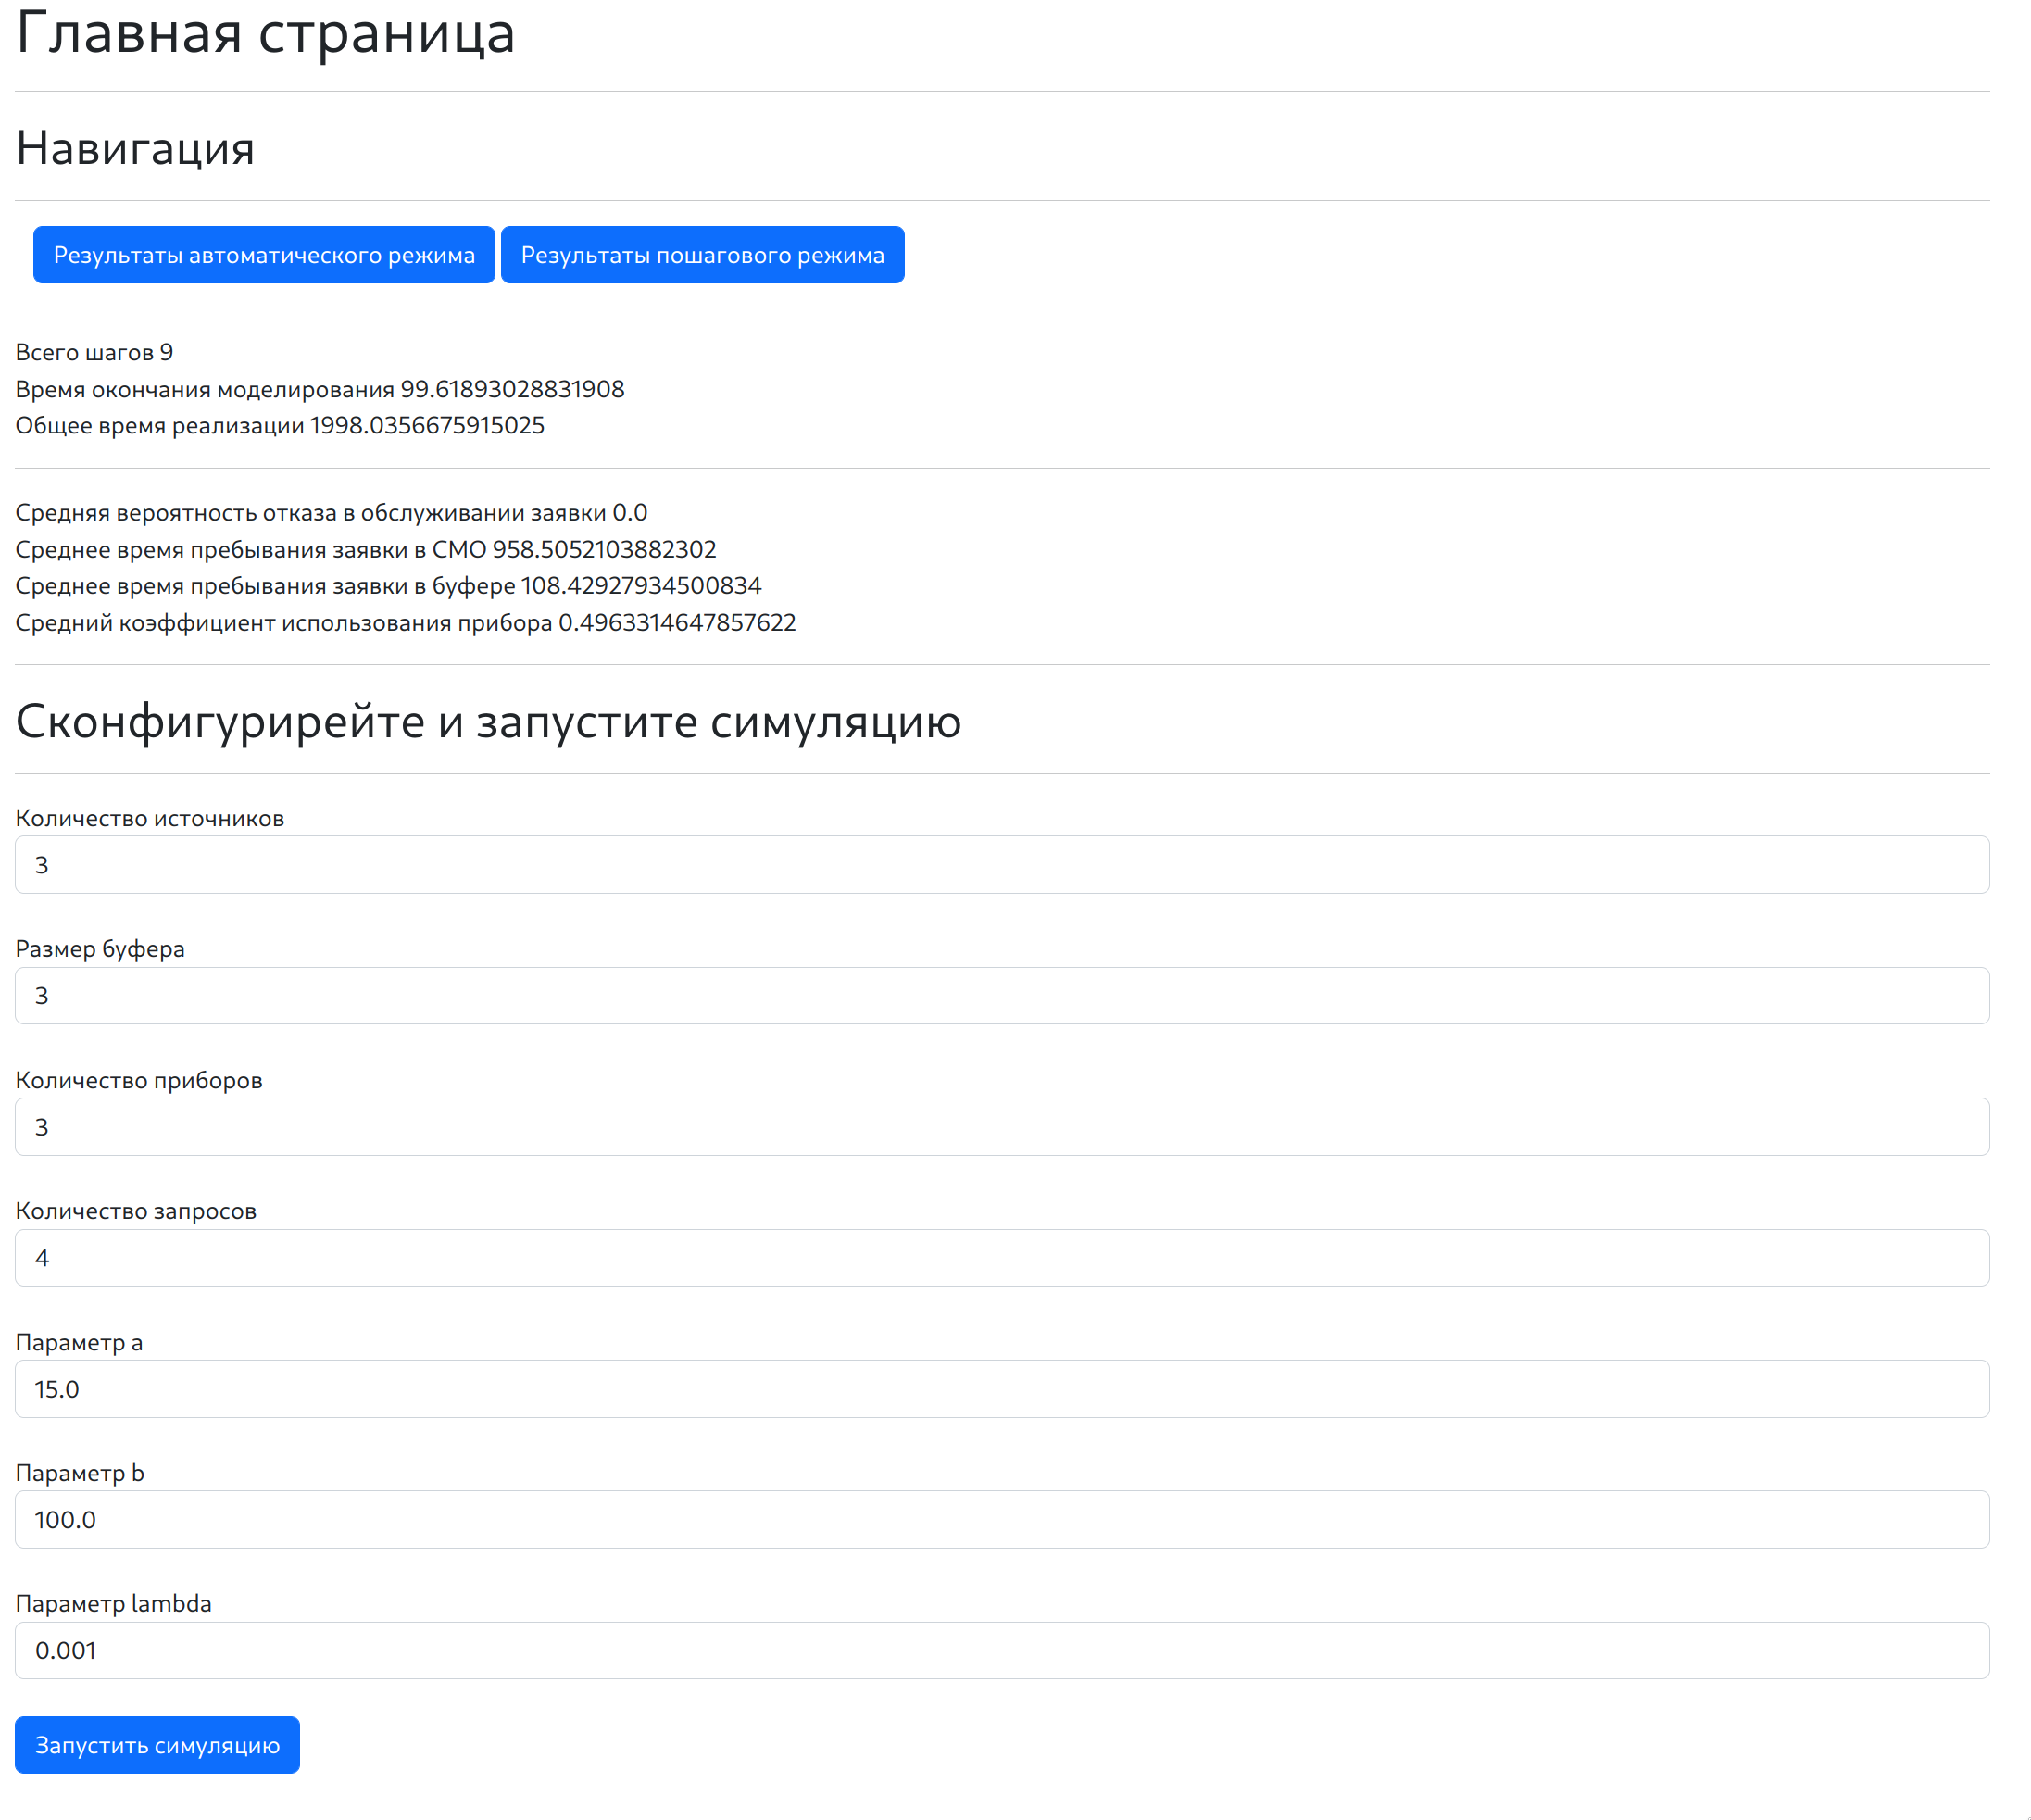 Главная страница
Навигация
Результаты автоматического режима Результаты пошагового режима
Всего шагов 9
Время окончания моделирования 99.61893028831908
Общее время реализации 1998.0356675915025
Средняя вероятность отказа в обслуживании заявки 0.0
Среднее время пребывания заявки в СМО 958.5052103882302
Среднее время пребывания заявки в буфере 108.42927934500834
Средний коэффициент использования прибора 0.4963314647857622
Сконфигурирейте и запустите симуляцию
Количество источников
3
Размер буфера
3
Количество приборов
3
Количество запросов
4
Параметр a
15.0
Параметр b
100.0
Параметр lambda
0.001
Запустить симуляцию